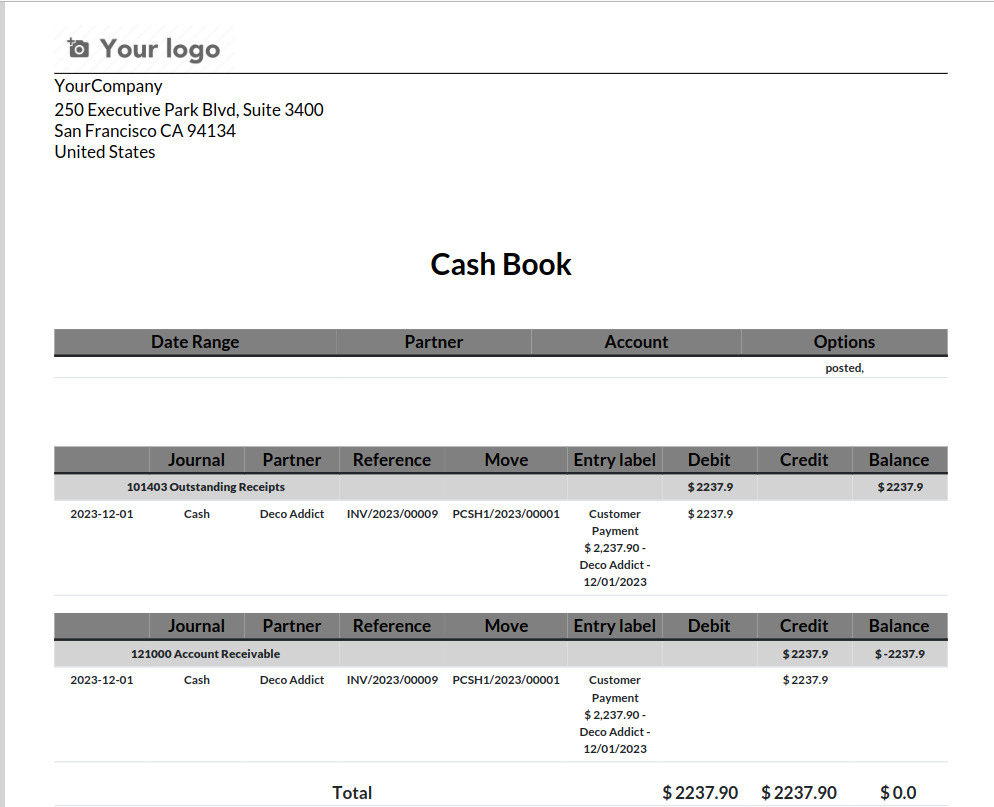 Your logo
YourCompany
250 Executive Park Blvd, Suite 3400
San Francisco CA 94134
United States
Cash Book
Date Range Partner Account Options
posted,
Journal Partner Reference Move Entry label Debit Credit Balance
101403 Outstanding Receipts $ 2237.9 $ 2237.9
2023-12-01 Cash Deco Addict INV/2023/00009 PCSH1/2023/00001 Customer $ 2237.9
Payment
$ 2,237.90 -
Deco Addict -
12/01/2023
Journal Partner Reference Move Entry label Debit Credit Balance
121000 Account Receivable $ 2237.9 $ -2237.9
2023-12-01 Cash Deco Addict INV/2023/00009 PCSH1/2023/00001 Customer $ 2237.9
Payment
$ 2,237.90 -
Deco Addict -
12/01/2023
Total $ 2237.90 $ 2237.90 $ 0.0